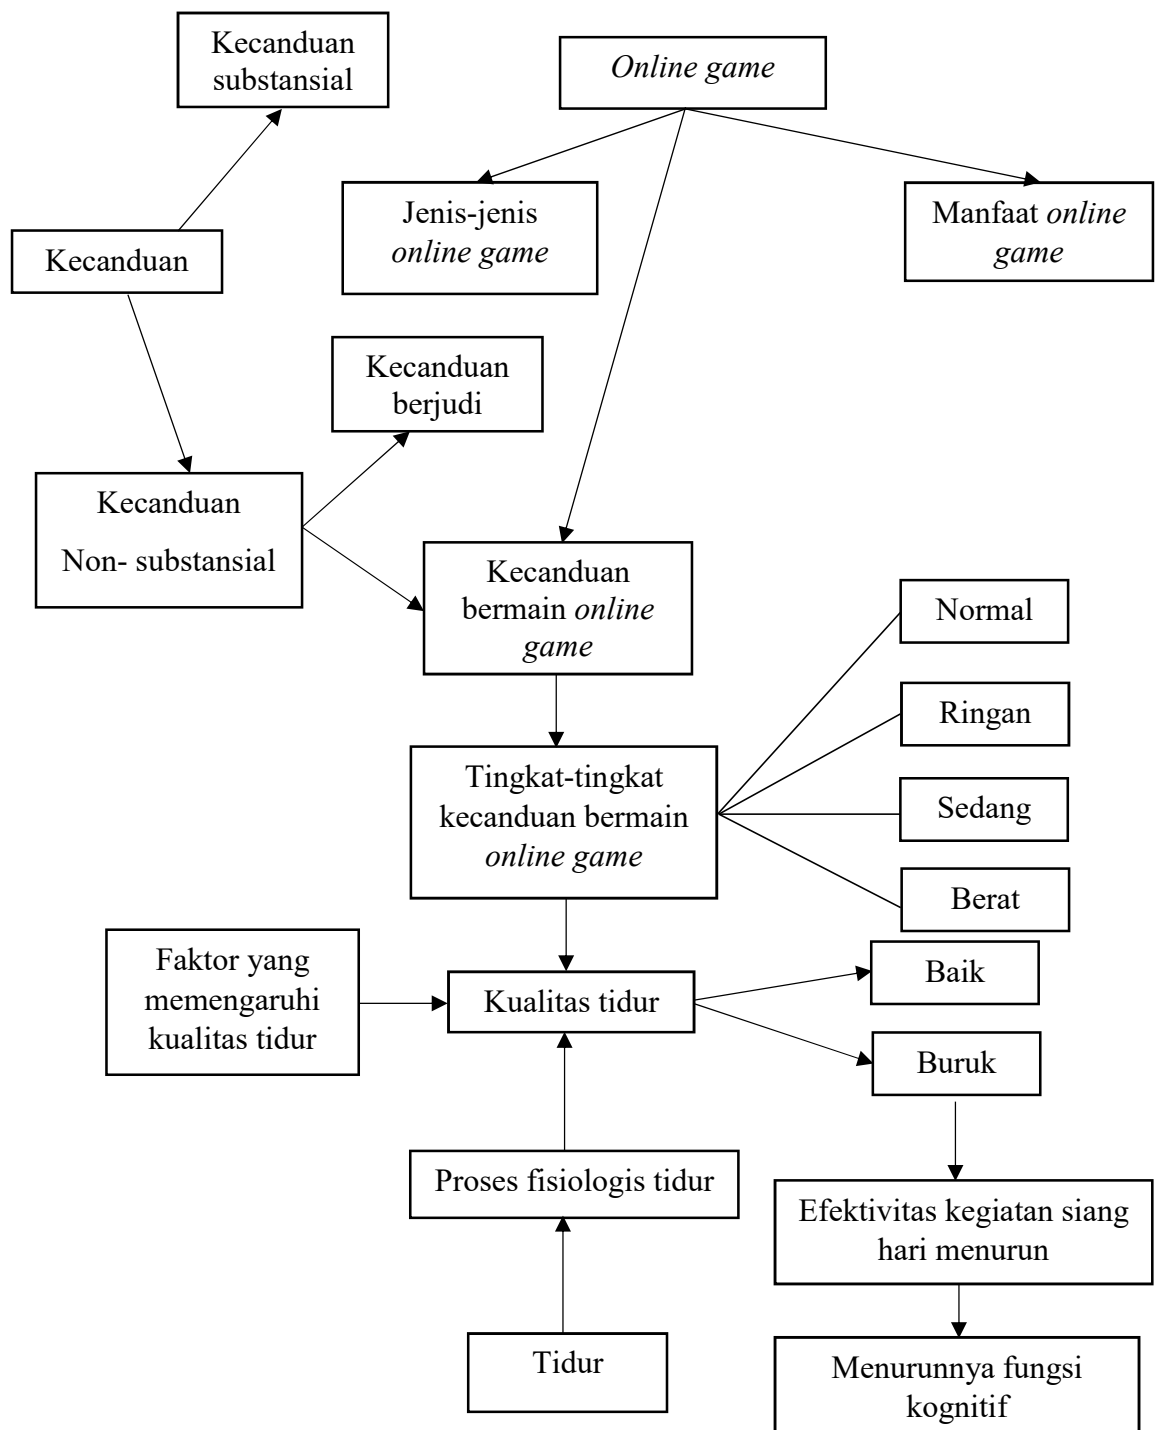 Kecanduan
substansial
Online game
Jenis-jenis
online game
Manfaat online
game
Kecanduan
Kecanduan
berjudi
Kecanduan
Non- substansial
Kecanduan
bermain online
game
Normal
Ringan
Sedang
Berat
Tingkat-tingkat
kecanduan bermain
online game
Faktor yang
memengaruhi
kualitas tidur
Kualitas tidur
Baik
Buruk
Proses fisiologis tidur
Efektivitas kegiatan siang
hari menurun
Tidur
Menurunnya fungsi
kognitif